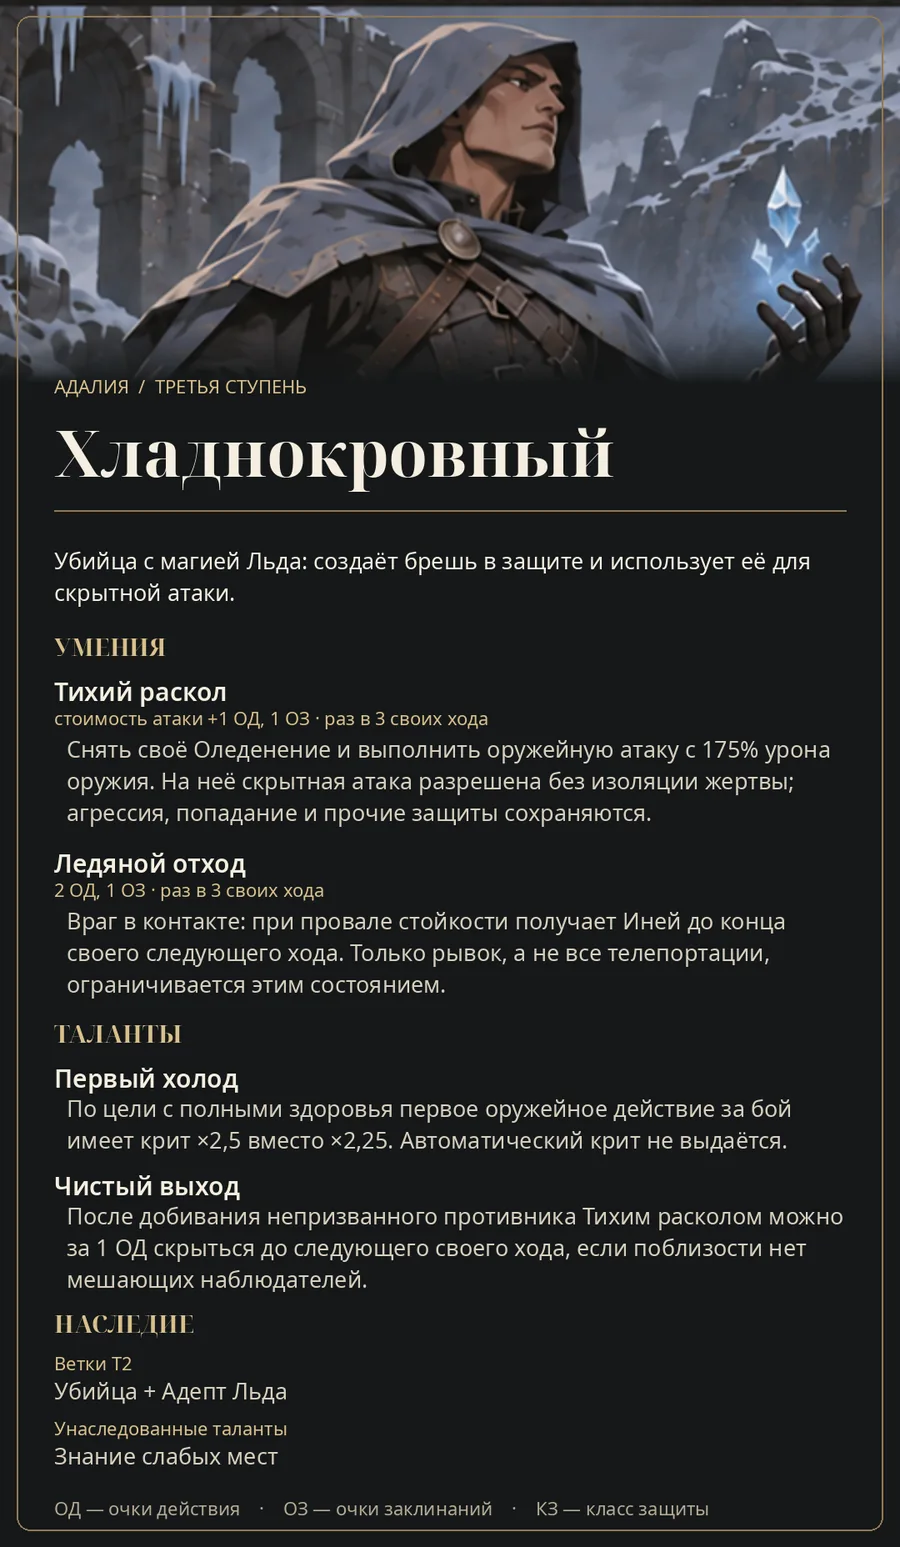 АДАЛИЯ / ТРЕТЬЯ СТУПЕНЬ
Хладнокровный
Убийца с магией Льда: создаёт брешь в защите и использует её для
скрытной атаки.
УМЕНИЯ
Тихий раскол
стоимость атаки +1 ОД, 1 ОЗ · раз в 3 своих хода
Снять своё Оледенение и выполнить оружейную атаку с 175% урона
оружия. На неё скрытная атака разрешена без изоляции жертвы;
агрессия, попадание и прочие защиты сохраняются.
Ледяной отход
2 ОД, 1 ОЗ · раз в 3 своих хода
Враг в контакте: при провале стойкости получает Иней до конца
своего следующего хода. Только рывок, а не все телепортации,
ограничивается этим состоянием.
ТАЛАНТЫ
Первый холод
По цели с полными здоровья первое оружейное действие за бой
имеет крит ×2,5 вместо ×2,25. Автоматический крит не выдаётся.
Чистый выход
После добивания непризванного противника Тихим расколом можно
за 1 ОД скрыться до следующего своего хода, если поблизости нет
мешающих наблюдателей.
НАСЛЕДИЕ
Ветки Т2
Убийца + Адепт Льда
Унаследованные таланты
Знание слабых мест
ОД — очки действия · ОЗ — очки заклинаний · КЗ — класс защиты